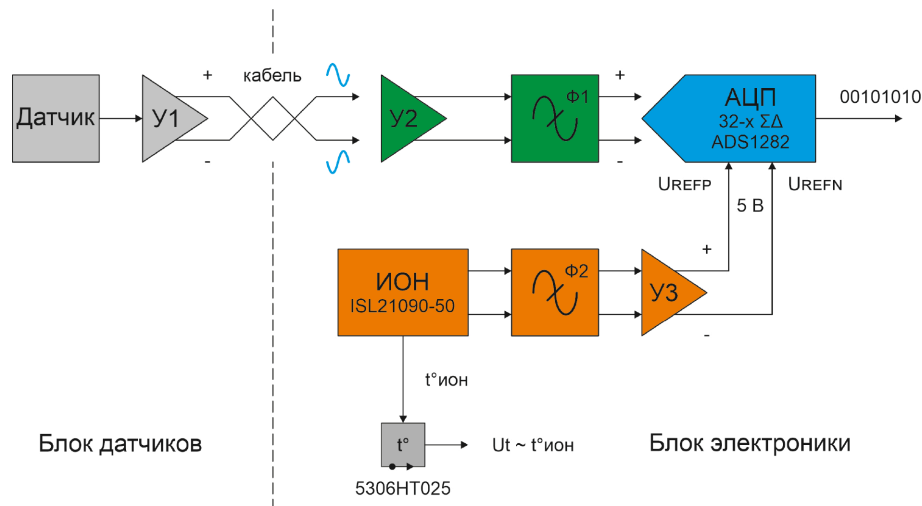 +
кабель
Датчик
У1
-
У2
Ф1
+
-
АЦП
32-х ΣΔ
ADS1282
00101010
UREFP
UREFN
5 В
ИОН
ISL21090-50
Ф2
У3
+
-
t°ион
t°
Ut ~ t°ион
5306НТ025
Блок датчиков
Блок электроники